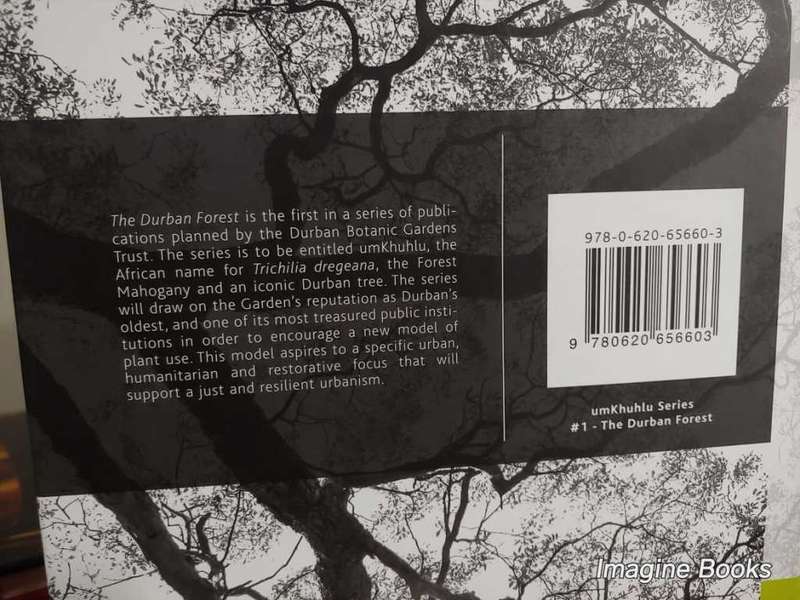 The Durban Forest is the first in a series of publi-
cations planned by the Durban Botanic Gardens
Trust. The series is to be entitled umKhuhlu, the
African name for Trichilia dregeana, the Forest
Mahogany and an iconic Durban tree. The series
will draw on the Garden's reputation as Durban's
oldest, and one of its most treasured public insti-
tutions in order to encourage a new model of
plant use. This model aspires to a specific urban,
humanitarian and restorative focus that will
support a just and resilient urbanism.
978-0-620-65660-3
9 780620 656603
umKhuhlu Series
#1 - The Durban Forest
Imagine Books